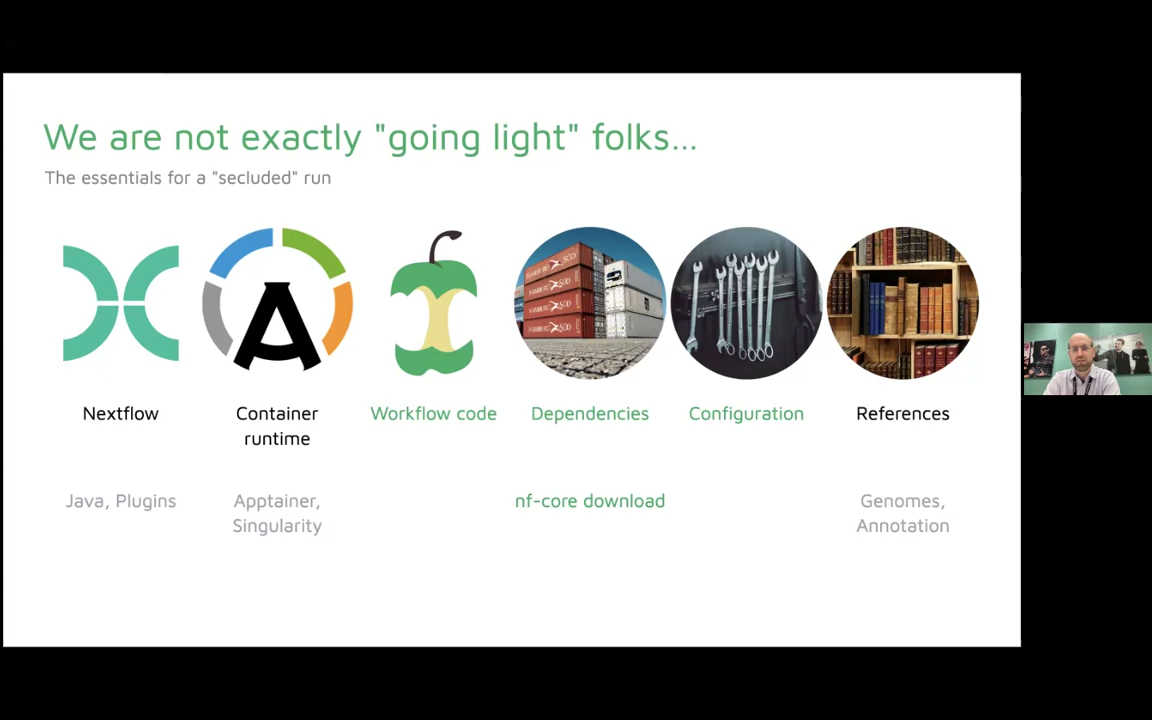 We are not exactly "going light" folks...
The essentials for a "secluded" run
Nextflow
Container
runtime
Workflow code
Dependencies
Configuration
References
Java, Plugins
Apptainer,
Singularity
nf-core download
Genomes,
Annotation